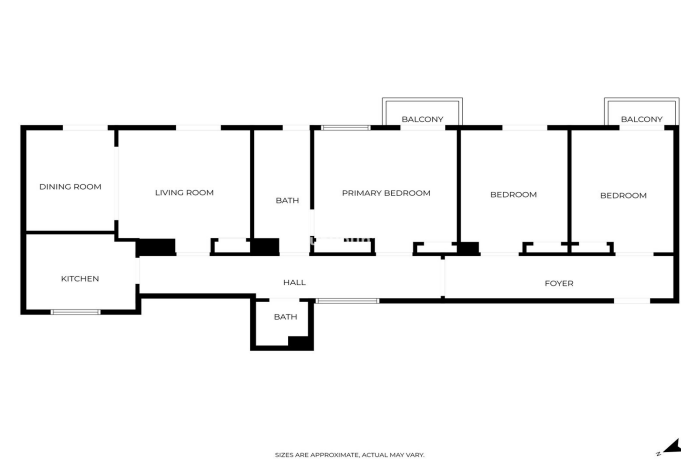 BALCONY
BALCONY
DINING ROOM
LIVING ROOM
BATH
PRIMARY BEDROOM
BEDROOM
BEDROOM
KITCHEN
HALL
FOYER
BATH
SIZES ARE APPROXIMATE, ACTUAL MAY VARY.
N